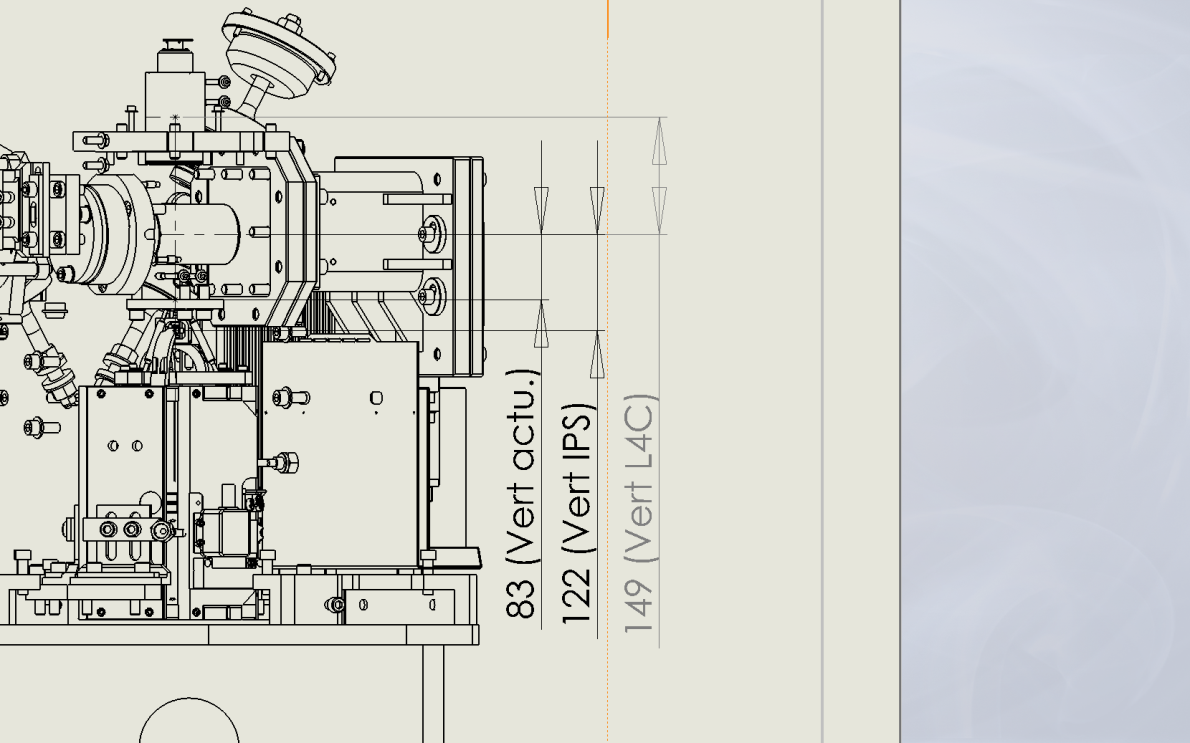 83 (Vert actu.)
122 (Vert IPS)
149 (Vert L4C)